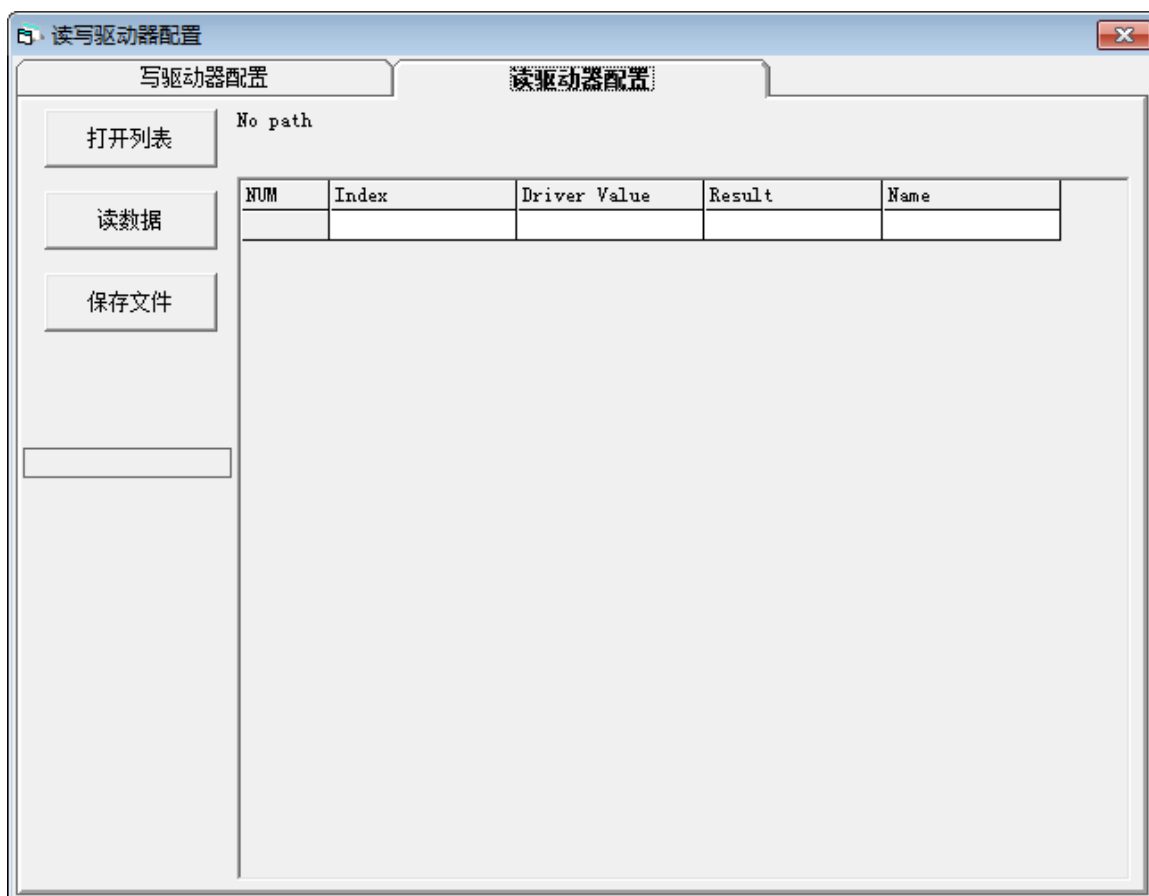 读写驱动器配置
写驱动器配置 读驱动器配置
打开列表
No path
读数据
保存文件
NUM Index Driver Value Result Name